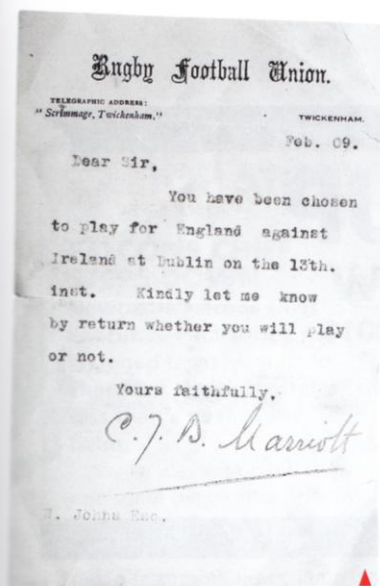 Rugby Football Union.
TELEGRAPHIC ADDRESS:
"Scrimmage, Twickenham."
TWICKENHAM.
Feb. 09.
Dear Sir,
You have been chosen
to play for England against
Ireland at Dublin on the 13th.
inst. Kindly let me know
by return whether you will play
or not.
Yours faithfully,
C. J. B. Marriott
Johns Esq.